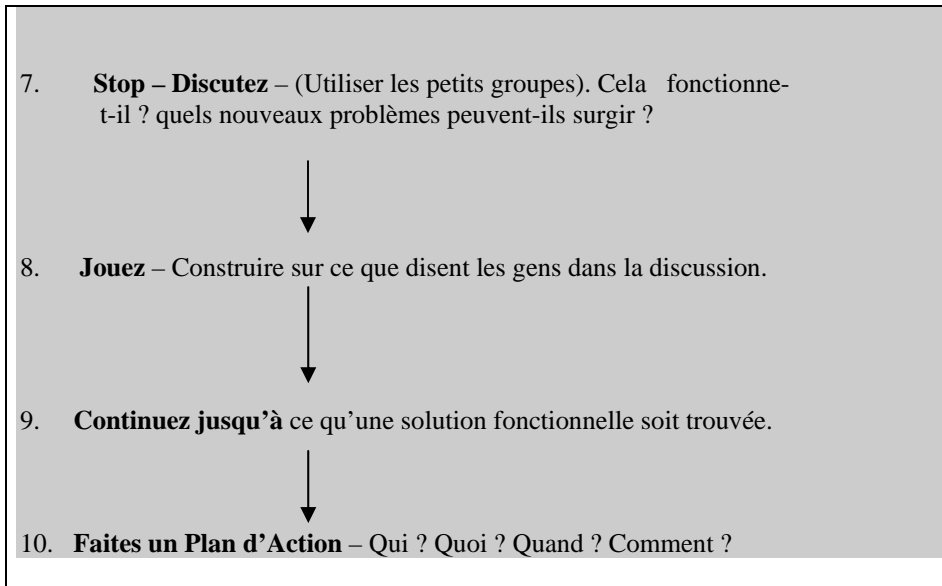 7. Stop – Discutez – (Utiliser les petits groupes). Cela fonctionne-
t-il ? quels nouveaux problèmes peuvent-ils surgir ?
8. Jouez – Construire sur ce que disent les gens dans la discussion.
9. Continuez jusqu’à ce qu’une solution fonctionnelle soit trouvée.
10. Faites un Plan d’Action – Qui ? Quoi ? Quand ? Comment ?